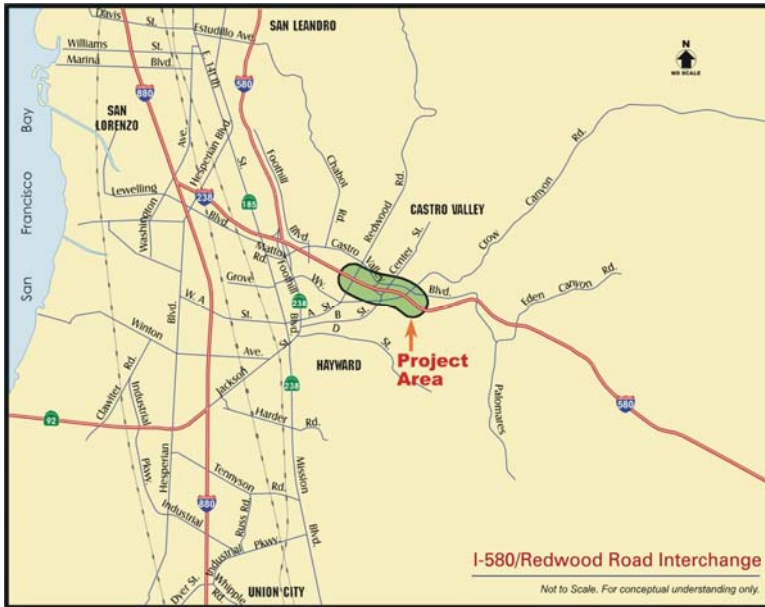 Davis St.
Estudillo Ave.
SAN LEANDRO
Williams St.
Marina Blvd.
E. 14th St.
580
880
N
NO SCALE
SAN LORENZO
San Francisco Bay
Ave.
Hesperian Blvd.
Foothill Blvd.
Chabot Rd.
Redwood Rd.
Crow Canyon Rd.
CASTRO VALLEY
Lewelling Blvd.
238
185
Washington
Mattox Rd.
Castro Valley Blvd.
Center St.
Grove Wy.
Foothill Blvd.
238
W. A St.
A St.
B St.
D St.
Eden Canyon Rd.
Project
Area
Winton Ave.
HAYWARD
Jackson
Clawiter Rd.
Industrial Pkwy.
Hesperian Blvd.
238
Palomares
580
92
Harder Rd.
Tennyson Rd.
Mission Blvd.
880
Industrial Pkwy.
Russ Rd.
Industrial
Dyer St.
Whipple Rd.
UNION CITY
I-580/Redwood Road Interchange
Not to Scale. For conceptual understanding only.